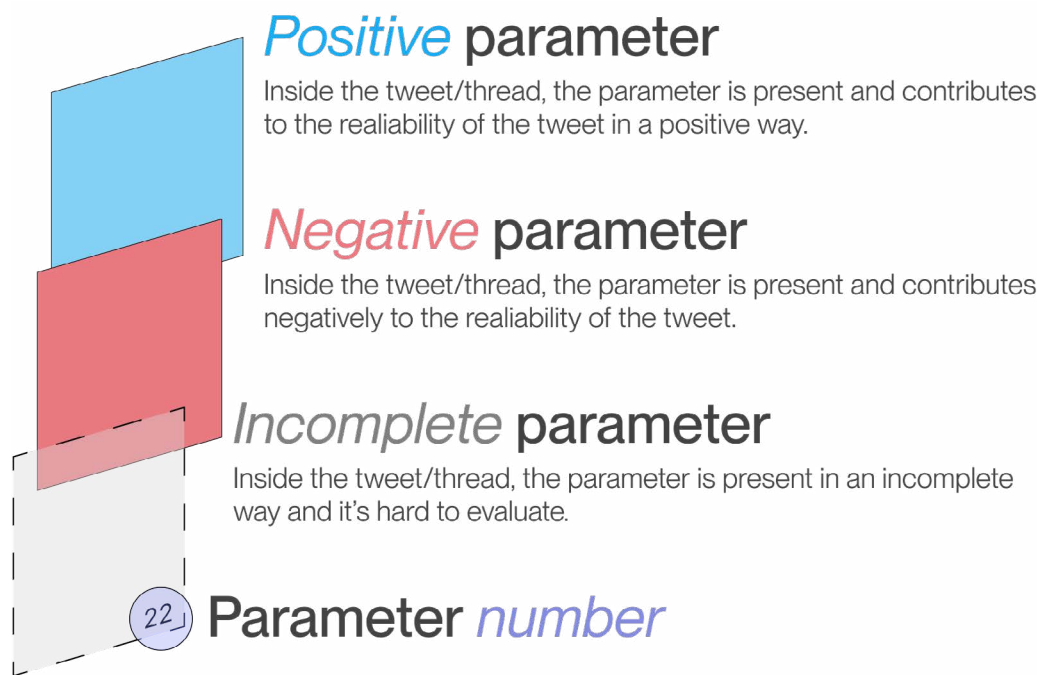 Positive parameter
Inside the tweet/thread, the parameter is present and contributes
to the realiability of the tweet in a positive way.
Negative parameter
Inside the tweet/thread, the parameter is present and contributes
negatively to the realiability of the tweet.
Incomplete parameter
Inside the tweet/thread, the parameter is present in an incomplete
way and it’s hard to evaluate.
22 Parameter number